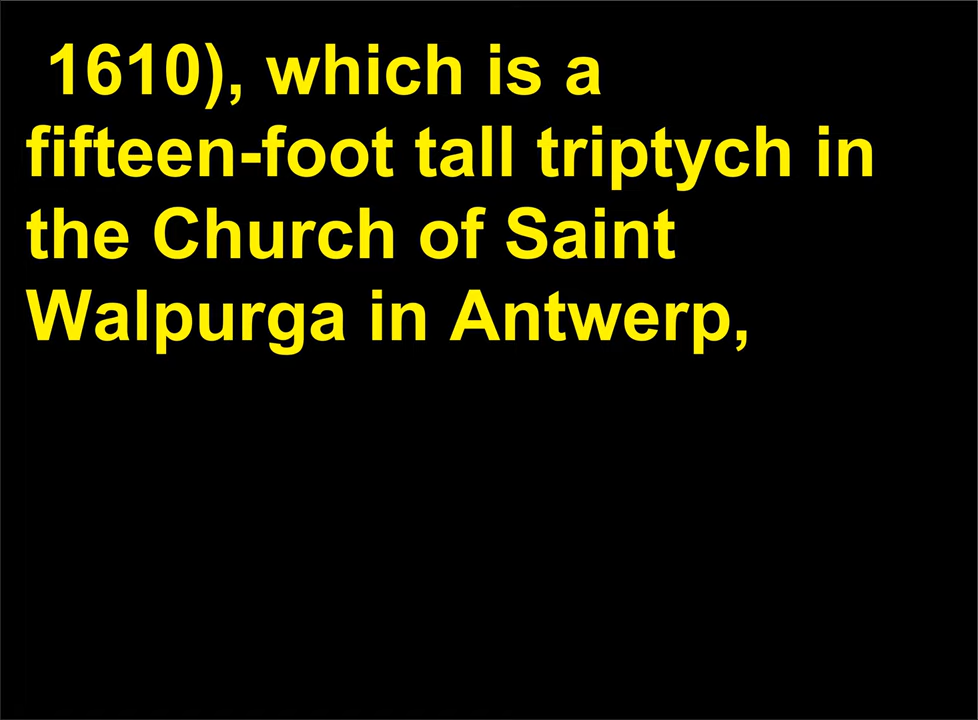 1610), which is a
fifteen-foot tall triptych in
the Church of Saint
Walpurga in Antwerp,